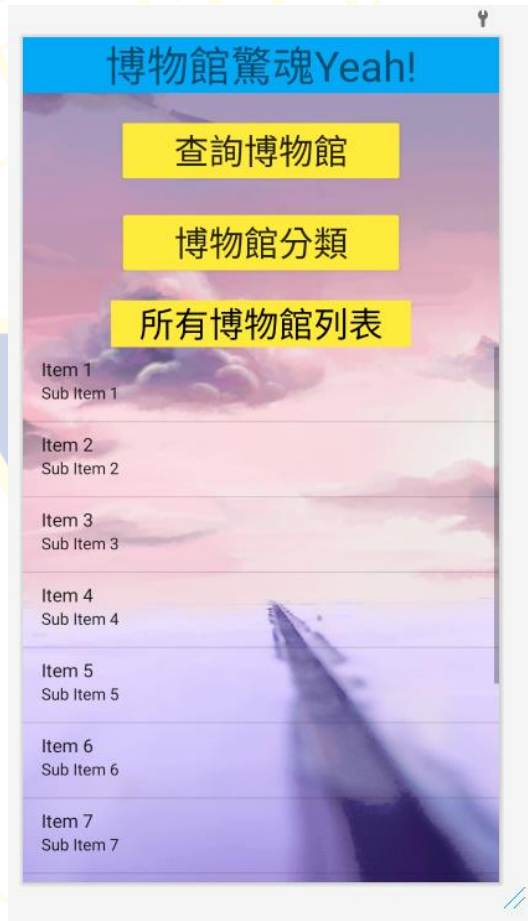 博物館驚魂Yeah!
查詢博物館
博物館分類
所有博物館列表
Item 1
Sub Item 1
Item 2
Sub Item 2
Item 3
Sub Item 3
Item 4
Sub Item 4
Item 5
Sub Item 5
Item 6
Sub Item 6
Item 7
Sub Item 7